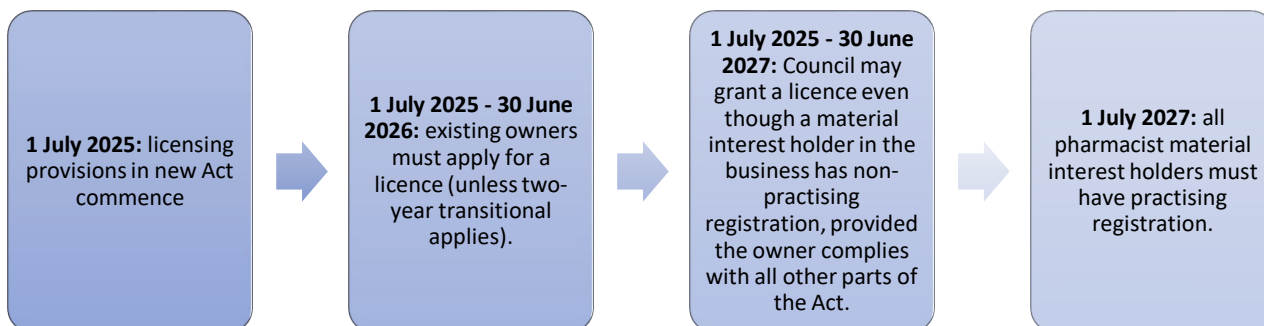 1 July 2025: licensing
provisions in new Act
commence
1 July 2025 - 30 June
2026: existing owners
must apply for a
licence (unless two-
year transitional
applies).
1 July 2025 - 30 June
2027: Council may
grant a licence even
though a material
interest holder in the
business has non-
practising
registration, provided
the owner complies
with all other parts of
the Act.
1 July 2027: all
pharmacist material
interest holders must
have practising
registration.